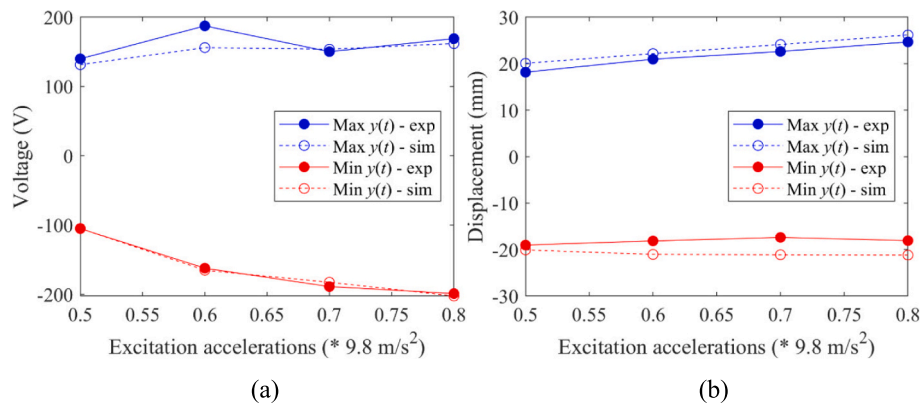 200
100
0
-100
-200
Voltage (V)
Max y(t) - exp
Max y(t) - sim
Min y(t) - exp
Min y(t) - sim
0.5 0.55 0.6 0.65 0.7 0.75 0.8
Excitation accelerations (* 9.8 m/s²)
(a)
30
20
10
0
-10
-20
-30
Displacement (mm)
Max y(t) - exp
Max y(t) - sim
Min y(t) - exp
Min y(t) - sim
0.5 0.55 0.6 0.65 0.7 0.75 0.8
Excitation accelerations (* 9.8 m/s²)
(b)